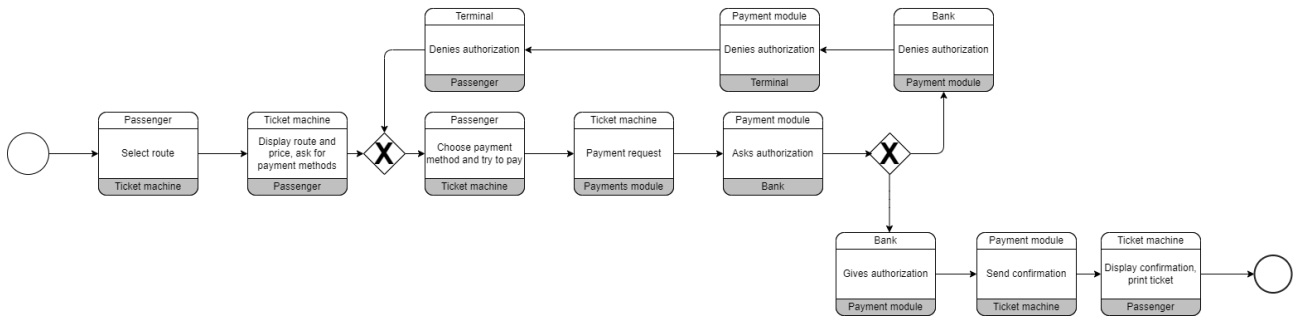 Terminal
Denies authorization
Passenger
Payment module
Denies authorization
Terminal
Bank
Denies authorization
Payment module
Passenger
Select route
Ticket machine
Ticket machine
Display route and
price, ask for
payment methods
Passenger
X
Passenger
Choose payment
method and try to pay
Ticket machine
Ticket machine
Payment request
Payments module
Payment module
Asks authorization
Bank
X
Bank
Gives authorization
Payment module
Payment module
Send confirmation
Ticket machine
Ticket machine
Display confirmation,
print ticket
Passenger